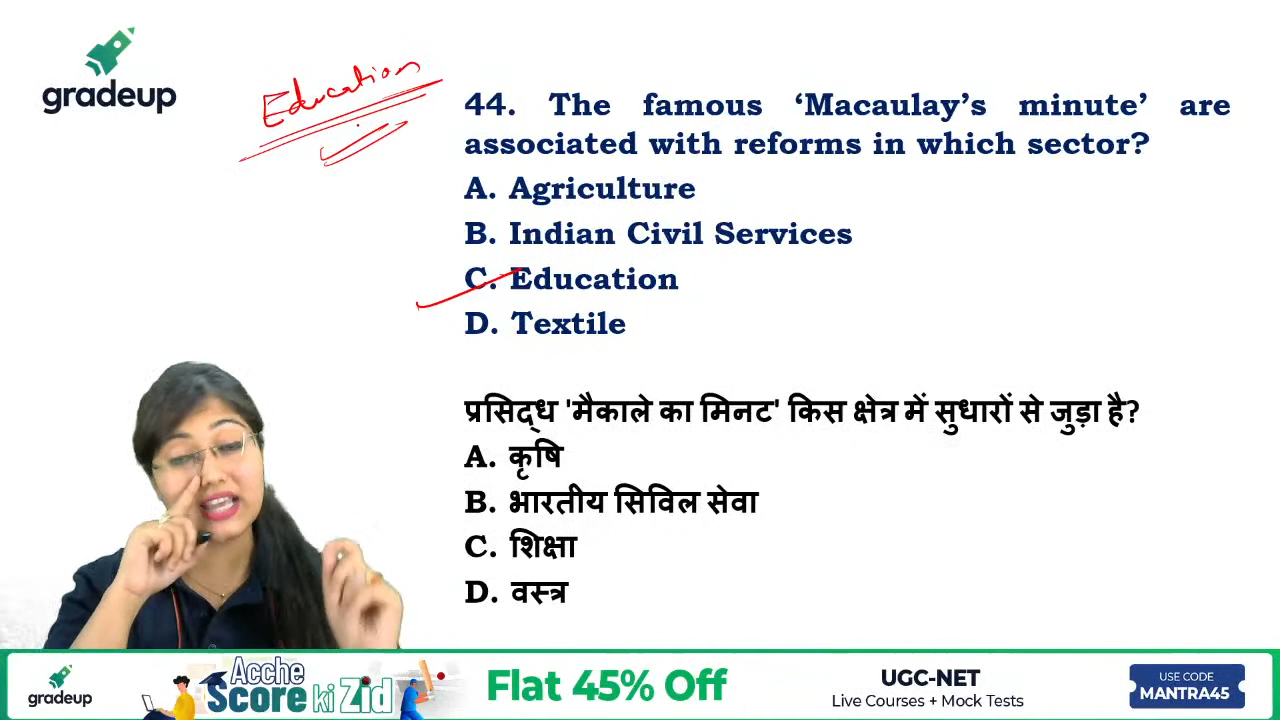 gradeup
Education
44. The famous ‘Macaulay’s minute’ are
associated with reforms in which sector?
A. Agriculture
B. Indian Civil Services
C. Education
D. Textile
प्रसिद्ध 'मैकाले का मिनट' किस क्षेत्र में सुधारों से जुड़ा है?
A. कृषि
B. भारतीय सिविल सेवा
C. शिक्षा
D. वस्त्र
gradeup
Acche
Score ki Zid
Flat 45% Off
UGC-NET
Live Courses + Mock Tests
USE CODE
MANTRA45